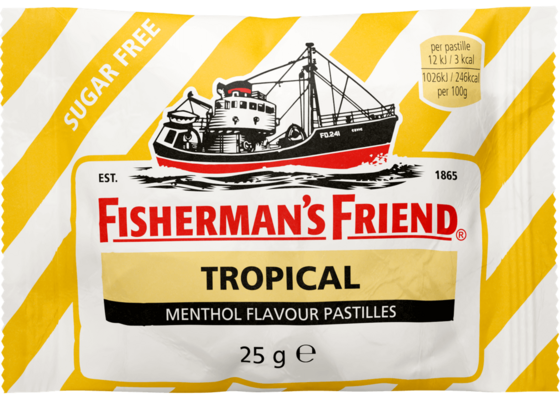 SUGAR FREE
per pastille
12 kJ / 3 kcal
1026kJ / 246kcal
per 100g
FD.241
EST.
1865
FISHERMAN'S FRIEND®
TROPICAL
MENTHOL FLAVOUR PASTILLES
25 g ℮